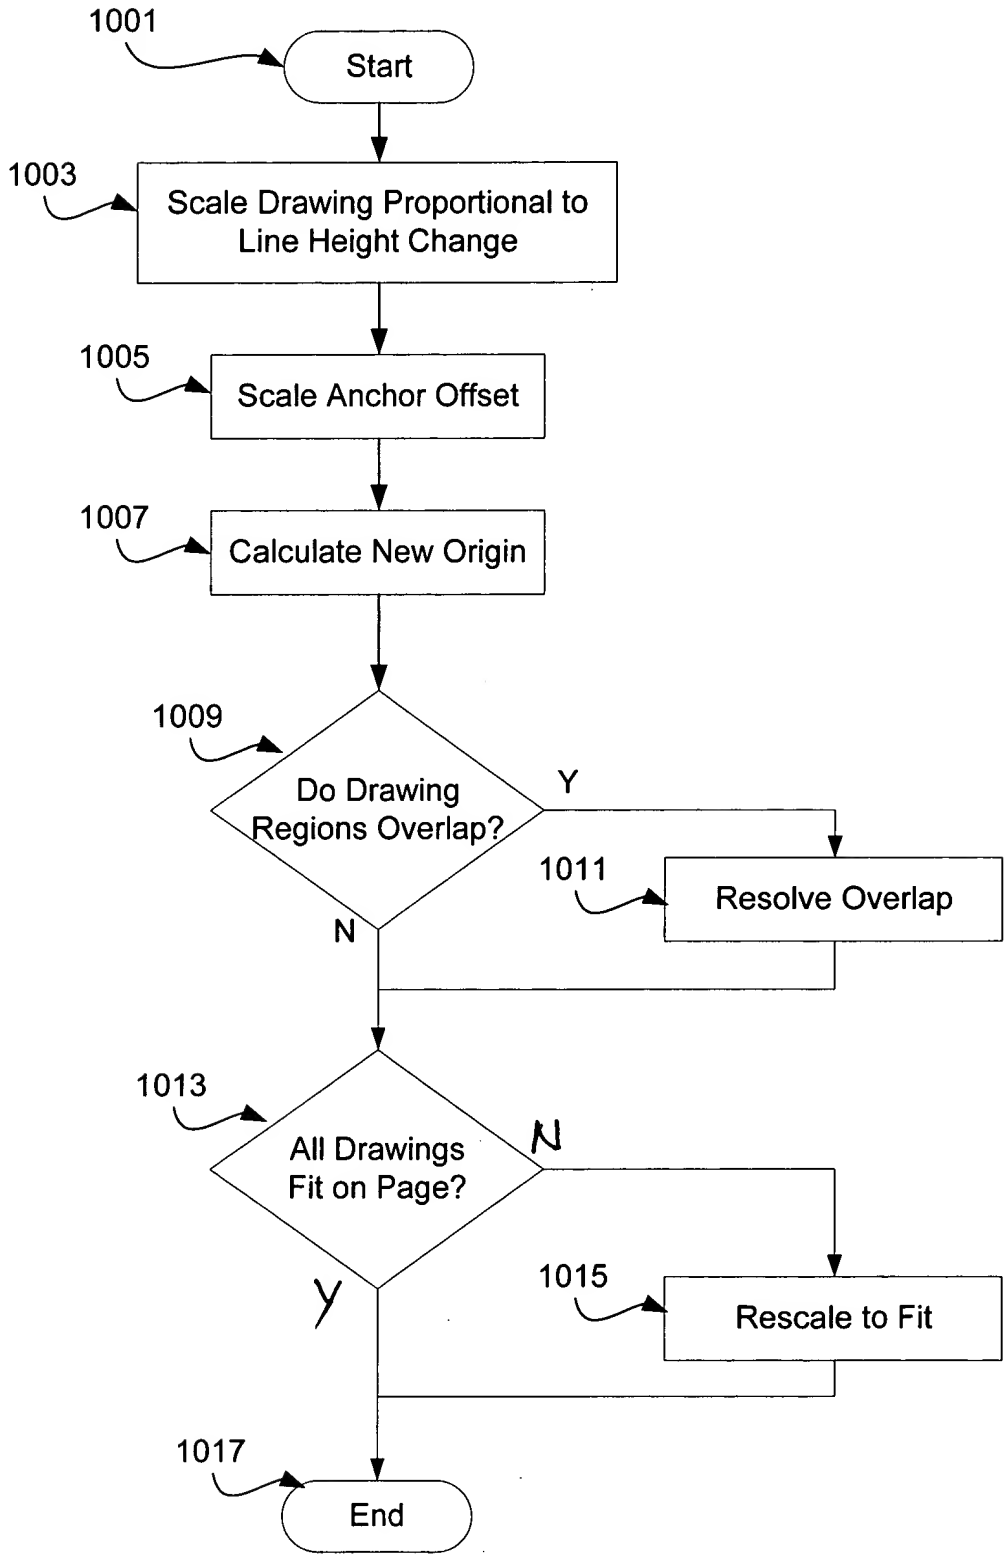 1001
Start
1003
Scale Drawing Proportional to
Line Height Change
1005
Scale Anchor Offset
1007
Calculate New Origin
1009
Do Drawing
Regions Overlap?
Y
1011
Resolve Overlap
N
1013
All Drawings
Fit on Page?
N
1015
Rescale to Fit
Y
1017
End